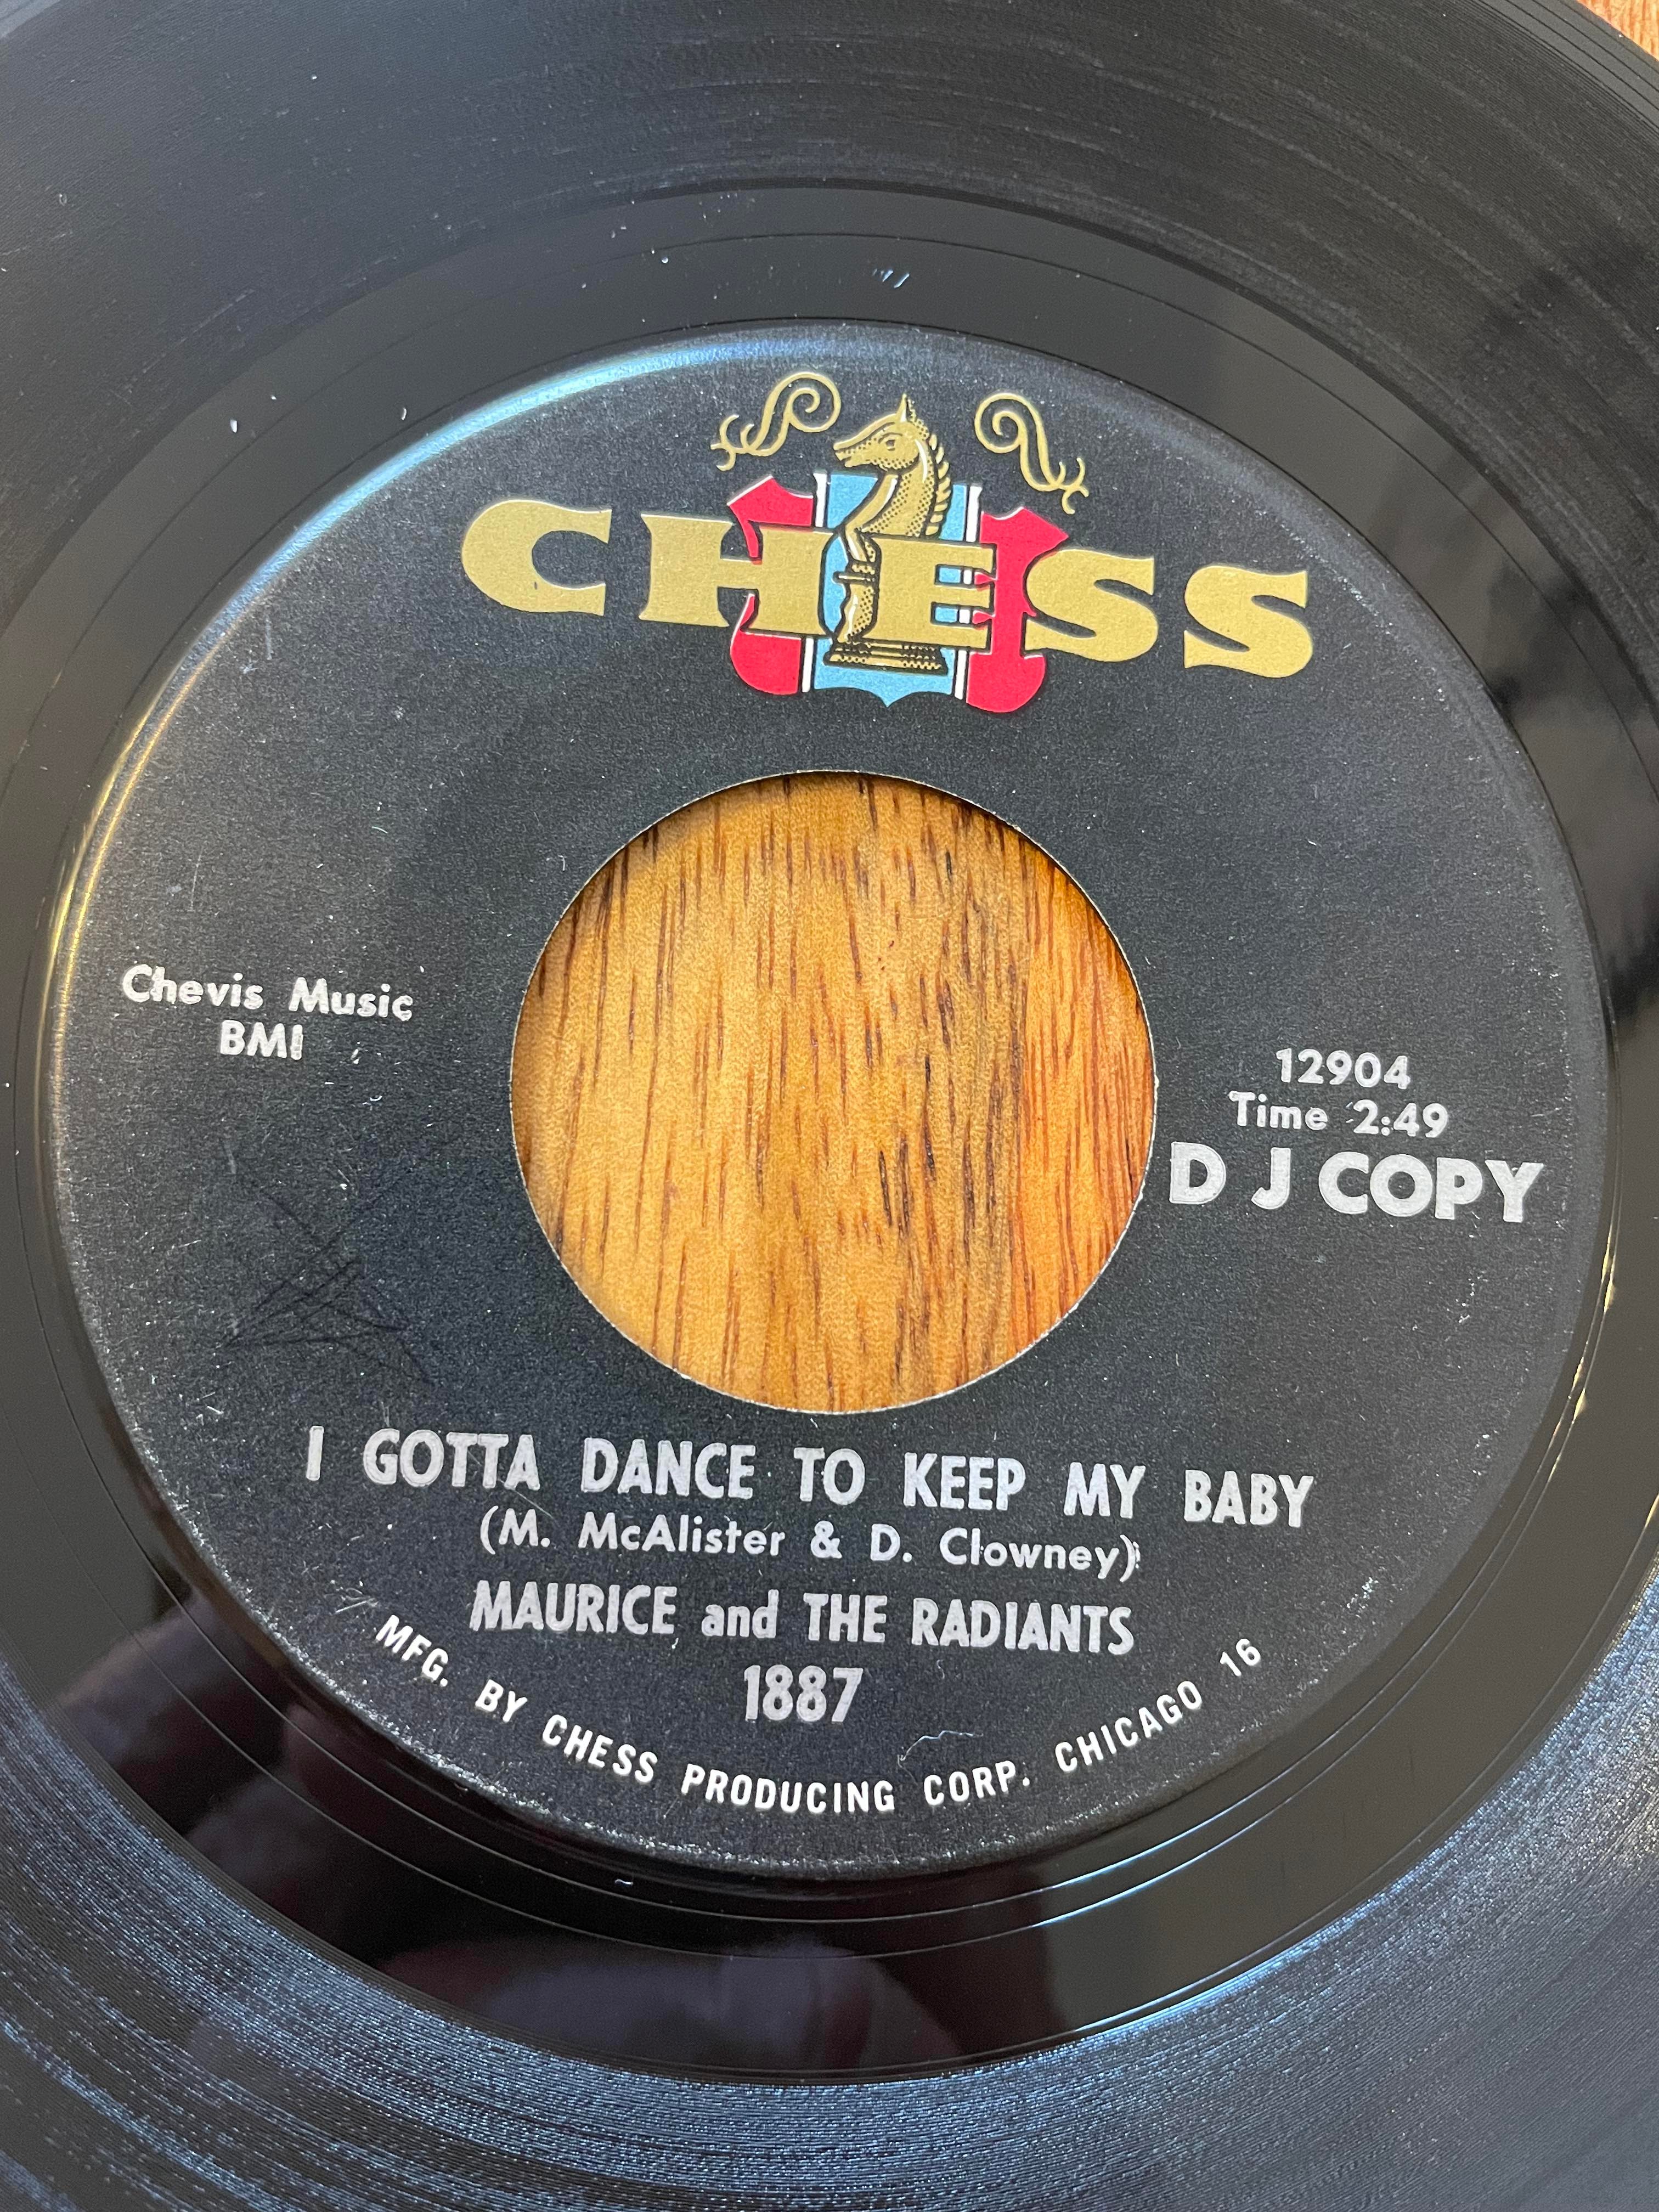 CHESS
Chevis Music
BMI
12904
Time 2:49
D J COPY
I GOTTA DANCE TO KEEP MY BABY
(M. McAlister & D. Clowney)
MAURICE and THE RADIANTS
1887
MFG. BY CHESS PRODUCING CORP. CHICAGO 16